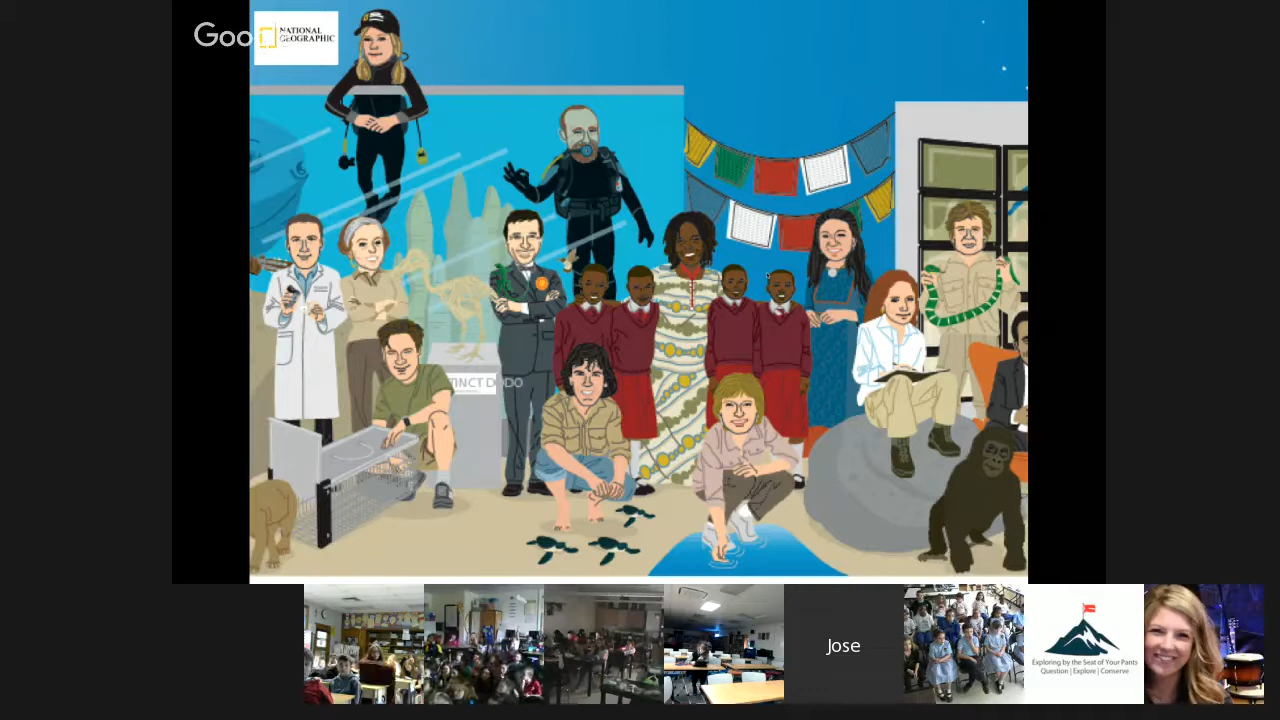 Goo
NATIONAL
GEOGRAPHIC
TINCT DODO
Jose
Exploring by the Seat of Your Pants
Question | Explore | Conserve